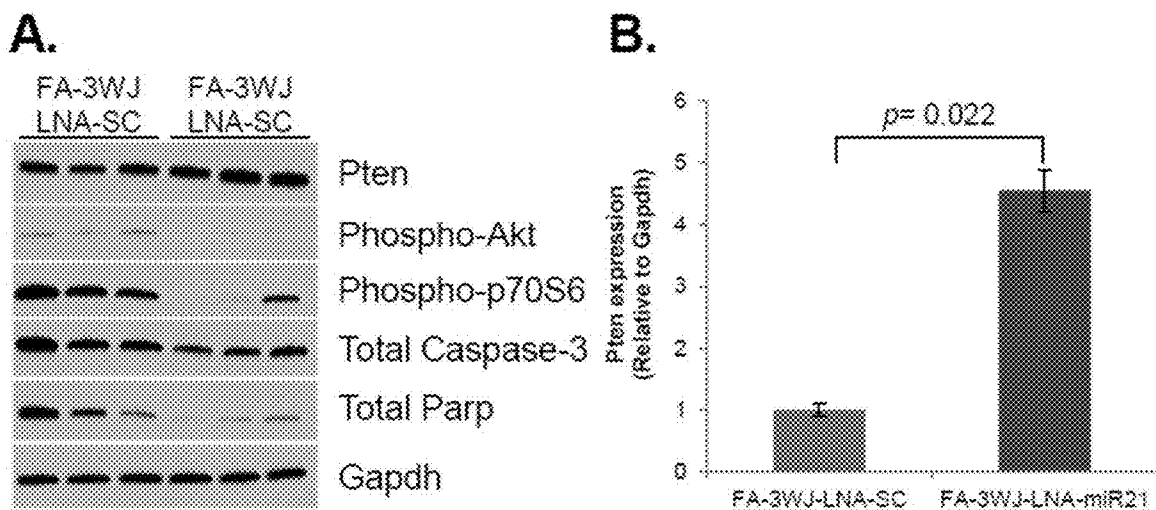 A.
FA-3WJ FA-3WJ
LNA-SC LNA-SC
Pten
Phospho-Akt
Phospho-p70S6
Total Caspase-3
Total Parp
Gapdh
B.
Pten expression
(Relative to Gapdh)
6
5
4
3
2
1
0
p= 0.022
FA-3WJ-LNA-SC FA-3WJ-LNA-miR21